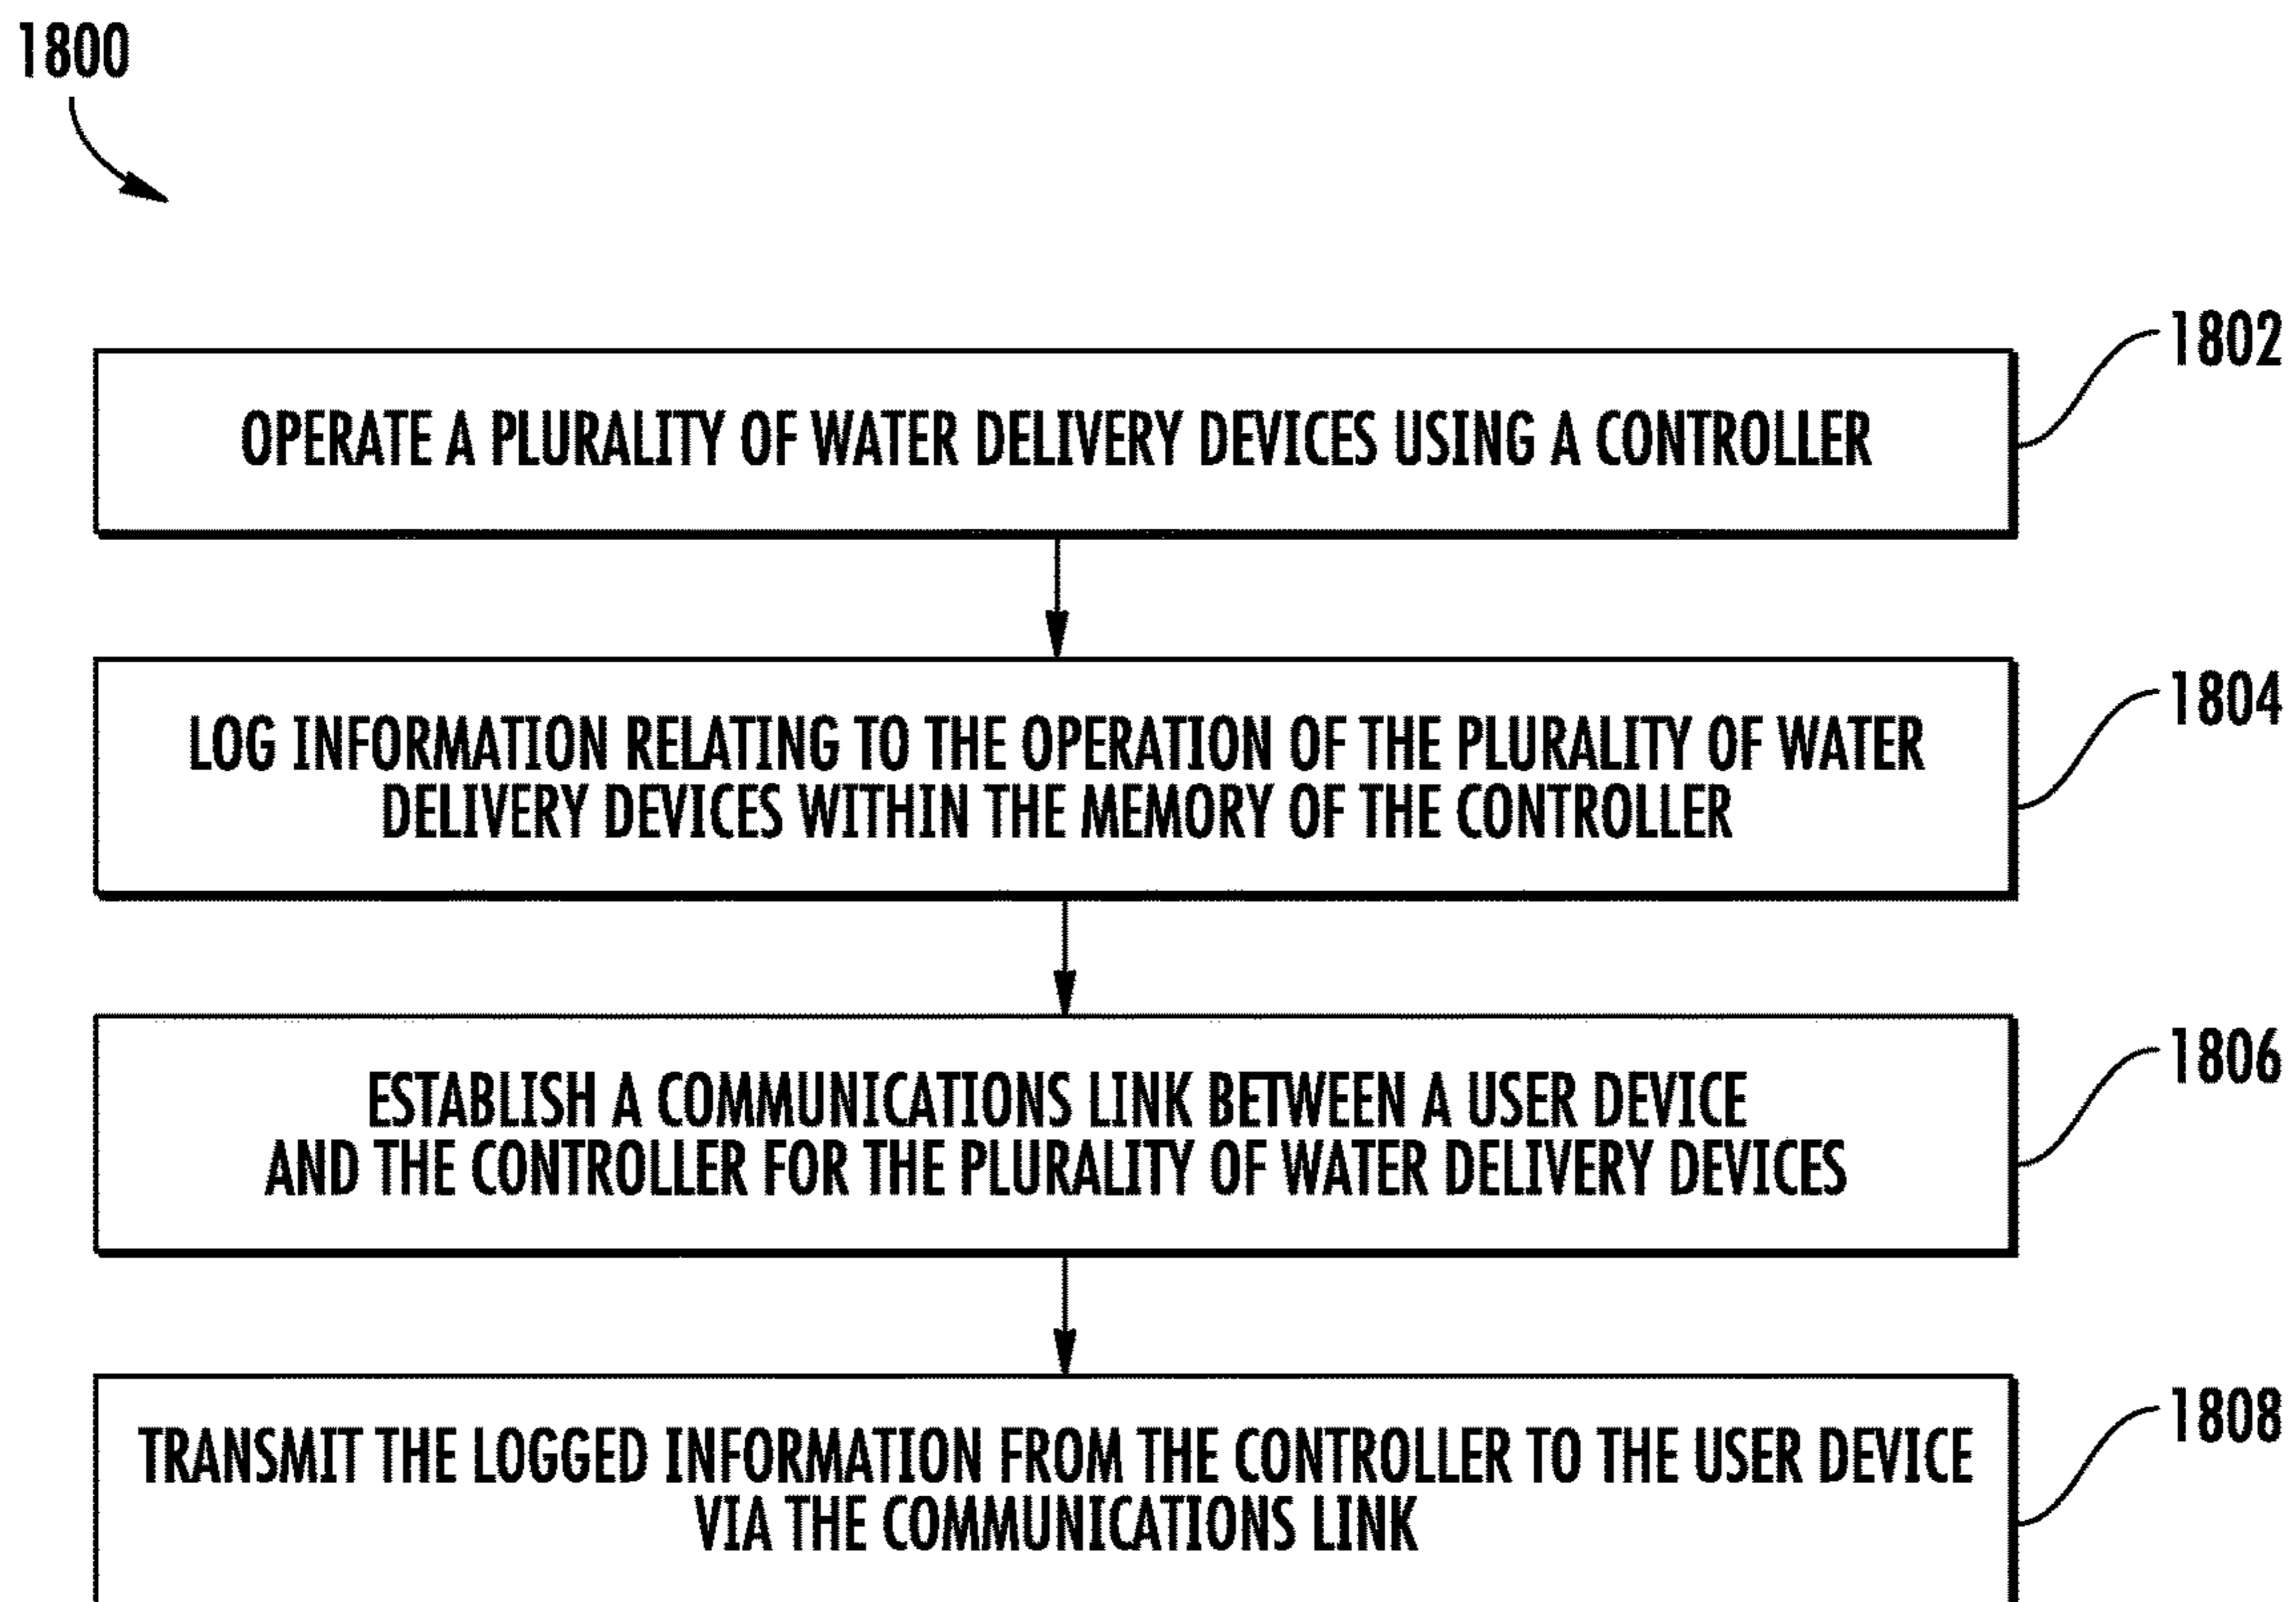 1800
1802
OPERATE A PLURALITY OF WATER DELIVERY DEVICES USING A CONTROLLER
1804
LOG INFORMATION RELATING TO THE OPERATION OF THE PLURALITY OF WATER
DELIVERY DEVICES WITHIN THE MEMORY OF THE CONTROLLER
1806
ESTABLISH A COMMUNICATIONS LINK BETWEEN A USER DEVICE
AND THE CONTROLLER FOR THE PLURALITY OF WATER DELIVERY DEVICES
1808
TRANSMIT THE LOGGED INFORMATION FROM THE CONTROLLER TO THE USER DEVICE
VIA THE COMMUNICATIONS LINK